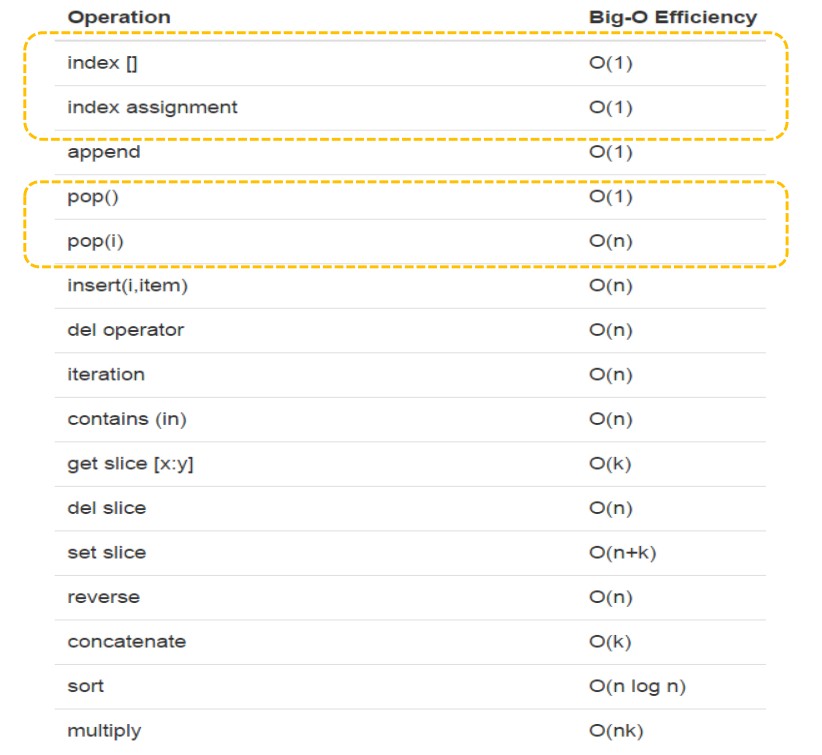 Operation Big-O Efficiency
index [] O(1)
index assignment O(1)
append O(1)
pop() O(1)
pop(i) O(n)
insert(i,item) O(n)
del operator O(n)
iteration O(n)
contains (in) O(n)
get slice [x:y] O(k)
del slice O(n)
set slice O(n+k)
reverse O(n)
concatenate O(k)
sort O(n log n)
multiply O(nk)